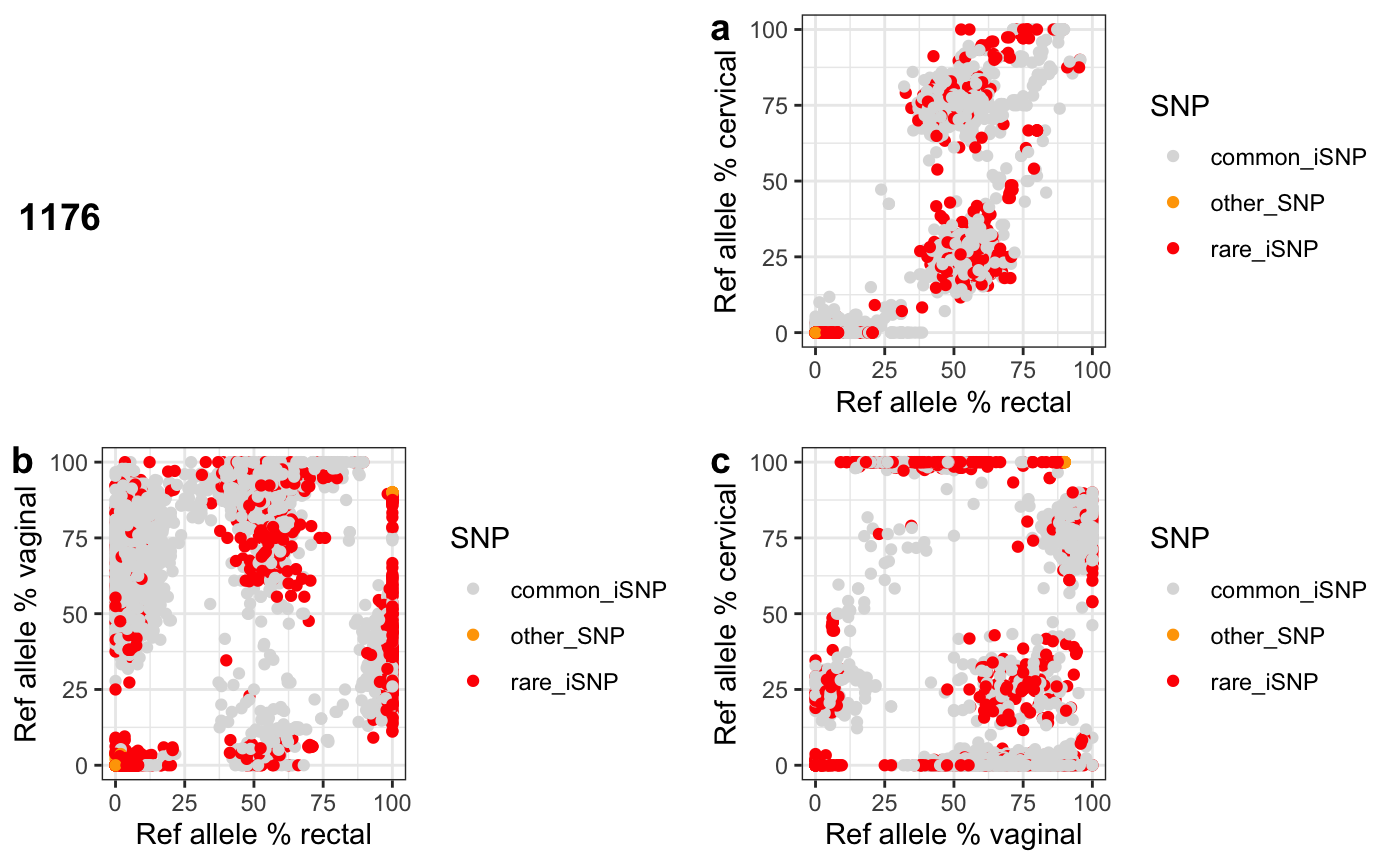 1176
a
Ref allele % cervical
100
75
50
25
0
0 25 50 75 100
Ref allele % rectal
SNP
common_iSNP
other_SNP
rare_iSNP
b
Ref allele % vaginal
100
75
50
25
0
0 25 50 75 100
Ref allele % rectal
SNP
common_iSNP
other_SNP
rare_iSNP
c
Ref allele % cervical
100
75
50
25
0
0 25 50 75 100
Ref allele % vaginal
SNP
common_iSNP
other_SNP
rare_iSNP